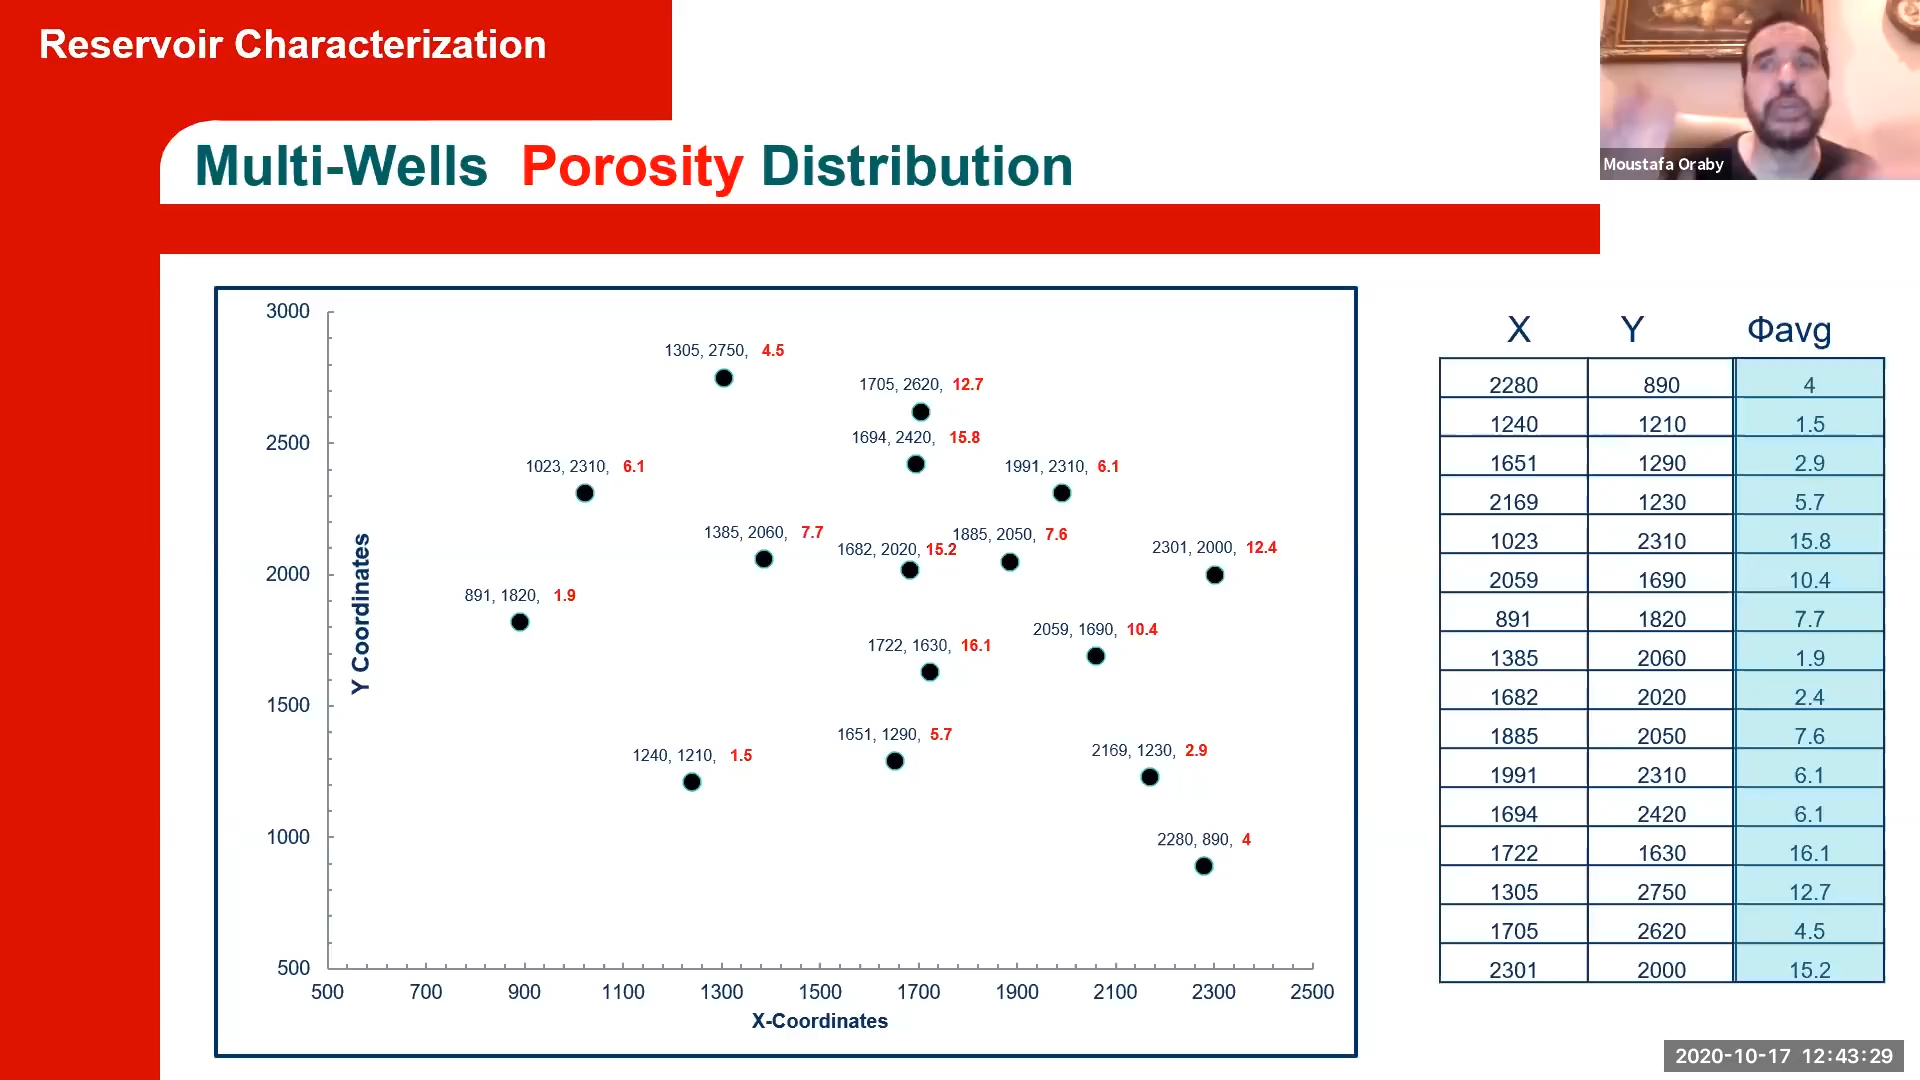 Reservoir Characterization
Moustafa Oraby
Multi-Wells Porosity Distribution
3000
2500
2000
1500
1000
500
Y Coordinates
1305, 2750, 4.5
1705, 2620, 12.7
1694, 2420, 15.8
1023, 2310, 6.1
1991, 2310, 6.1
1385, 2060, 7.7
1682, 2020, 15.2
1885, 2050, 7.6
2301, 2000, 12.4
891, 1820, 1.9
2059, 1690, 10.4
1722, 1630, 16.1
1651, 1290, 5.7
1240, 1210, 1.5
2169, 1230, 2.9
2280, 890, 4
500 700 900 1100 1300 1500 1700 1900 2100 2300 2500
X-Coordinates
X Y Φavg
2280 890 4
1240 1210 1.5
1651 1290 2.9
2169 1230 5.7
1023 2310 15.8
2059 1690 10.4
891 1820 7.7
1385 2060 1.9
1682 2020 2.4
1885 2050 7.6
1991 2310 6.1
1694 2420 6.1
1722 1630 16.1
1305 2750 12.7
1705 2620 4.5
2301 2000 15.2
2020-10-17 12:43:29